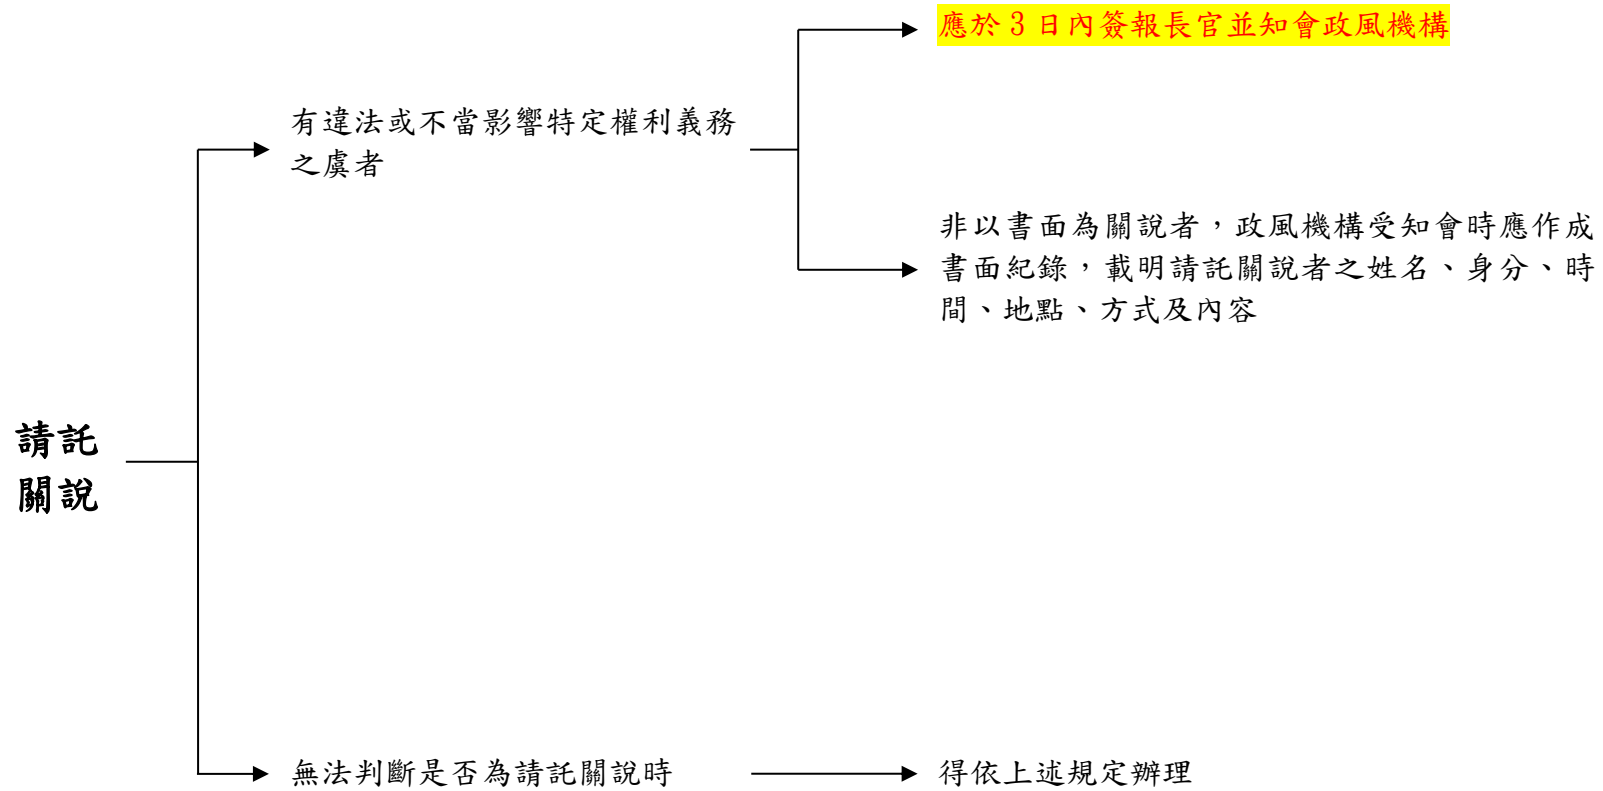 應於 3 日內簽報長官並知會政風機構
有違法或不當影響特定權利義務
之虞者
非以書面為關說者，政風機構受知會時應作成
書面紀錄，載明請託關說者之姓名、身分、時
間、地點、方式及內容
請託
關說
無法判斷是否為請託關說時
得依上述規定辦理